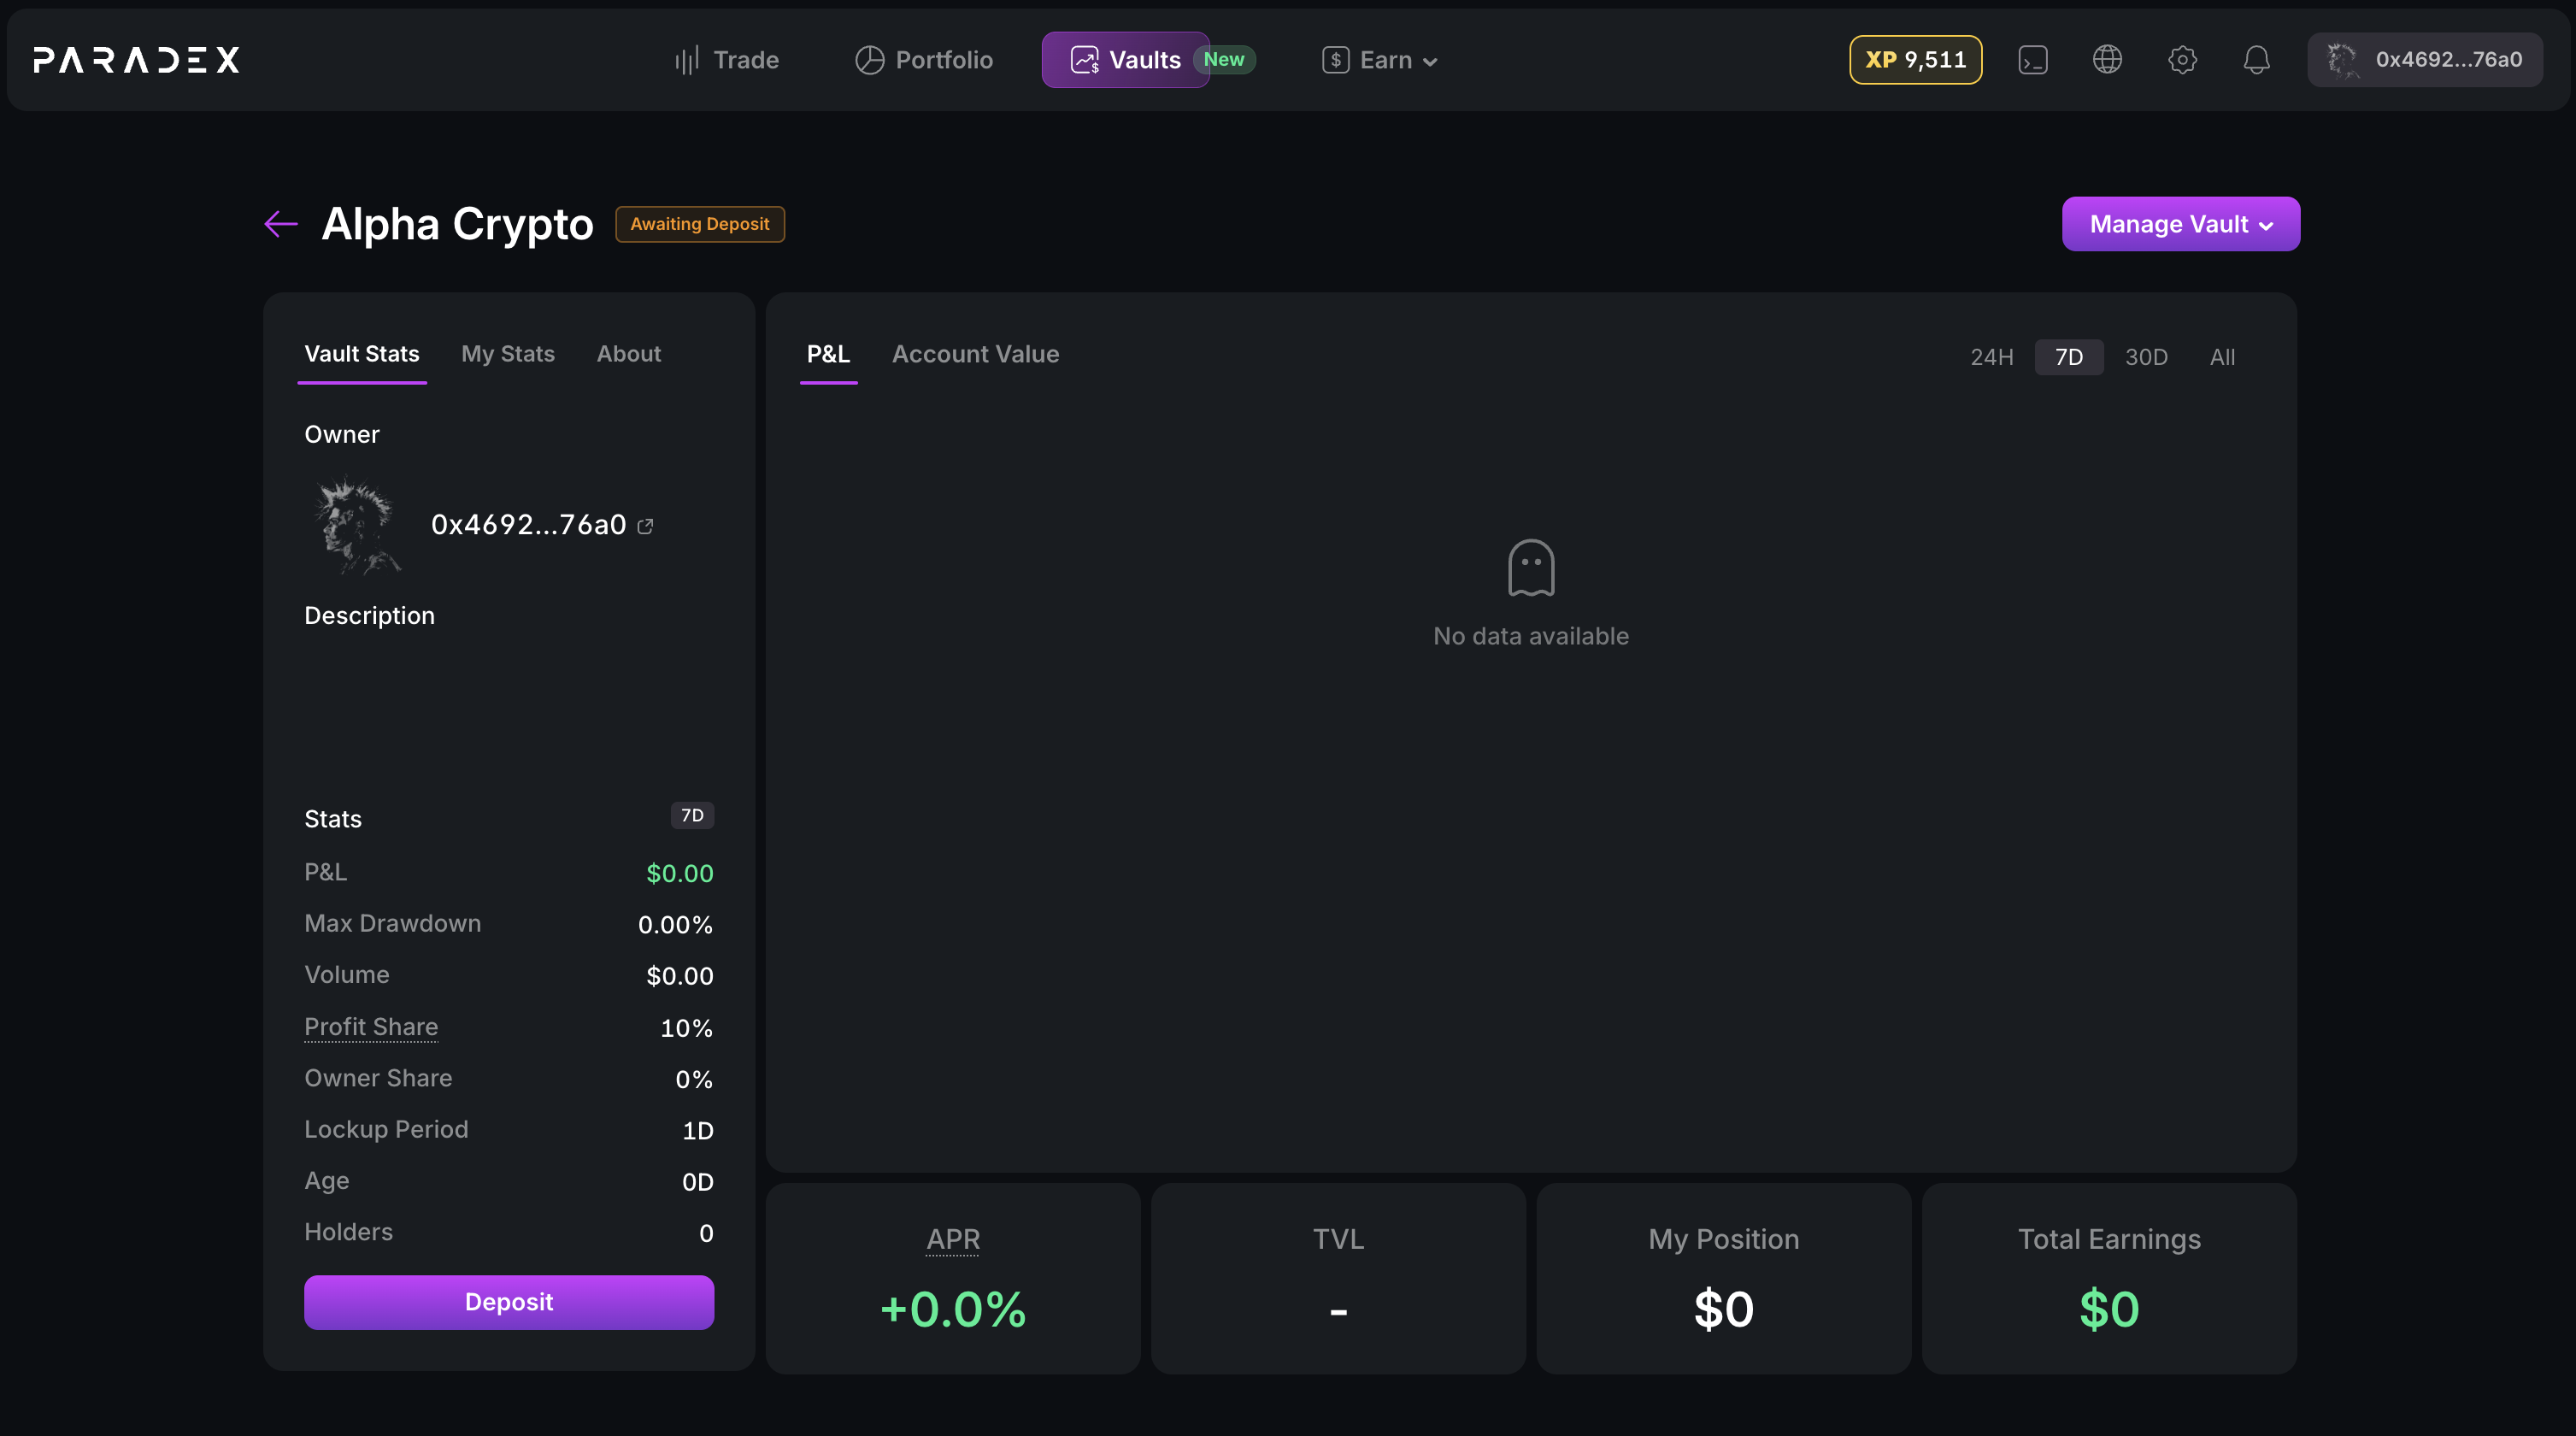 PARADEX
Trade
Portfolio
Vaults
New
Earn
XP 9,511
0x4692...76a0
Alpha Crypto
Awaiting Deposit
Manage Vault
Vault Stats
My Stats
About
Owner
0x4692...76a0
Description
Stats
7D
P&L
$0.00
Max Drawdown
0.00%
Volume
$0.00
Profit Share
10%
Owner Share
0%
Lockup Period
1D
Age
0D
Holders
0
Deposit
P&L
Account Value
24H
7D
30D
All
No data available
APR
+0.0%
TVL
-
My Position
$0
Total Earnings
$0